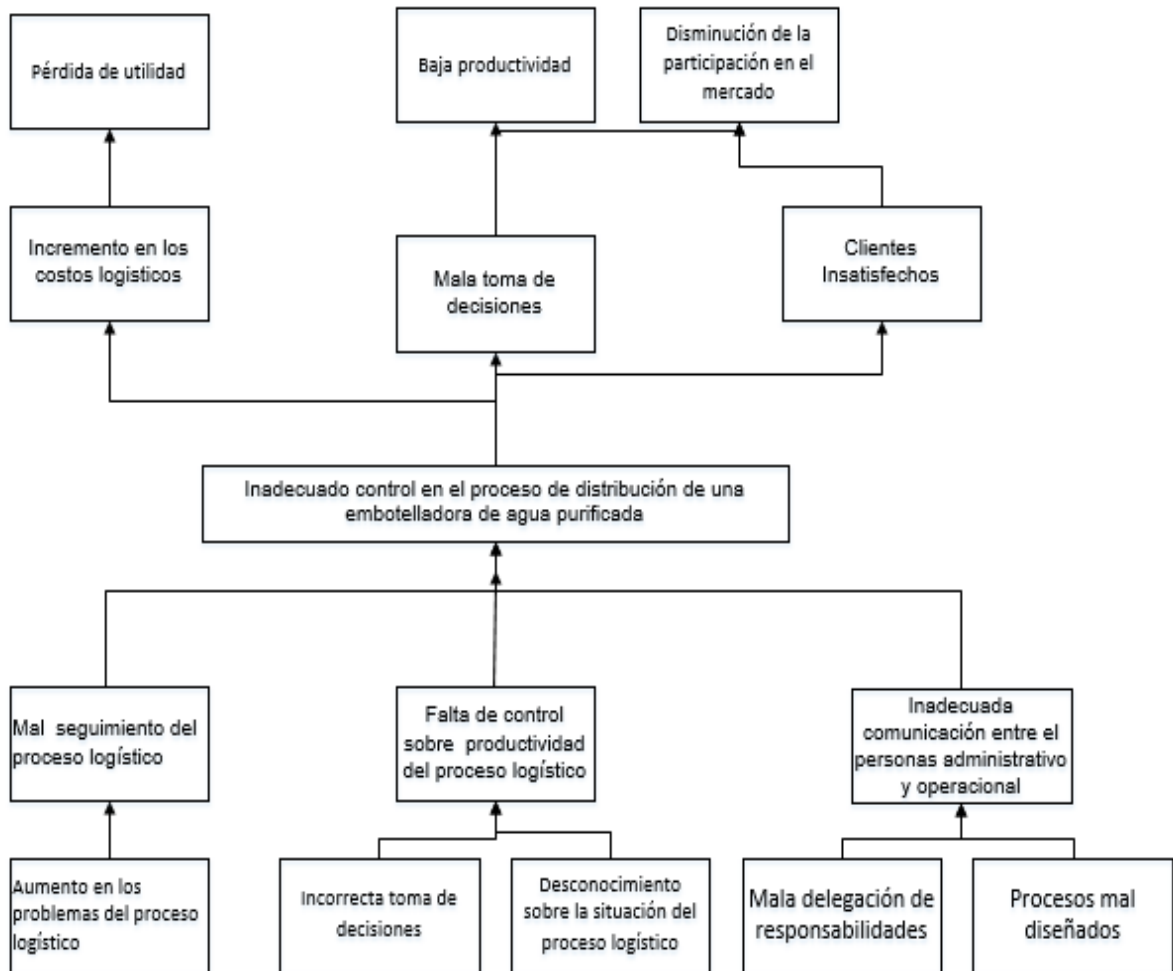 Pérdida de utilidad
Baja productividad
Disminución de la
participación en el
mercado
Incremento en los
costos logisticos
Mala toma de
decisiones
Clientes
Insatisfechos
Inadecuado control en el proceso de distribución de una
embotelladora de agua purificada
Mal seguimiento del
proceso logístico
Falta de control
sobre productividad
del proceso logístico
Inadecuada
comunicación entre el
personas administrativo
y operacional
Aumento en los
problemas del proceso
logístico
Incorrecta toma de
decisiones
Desconocimiento
sobre la situación del
proceso logístico
Mala delegación de
responsabilidades
Procesos mal
diseñados